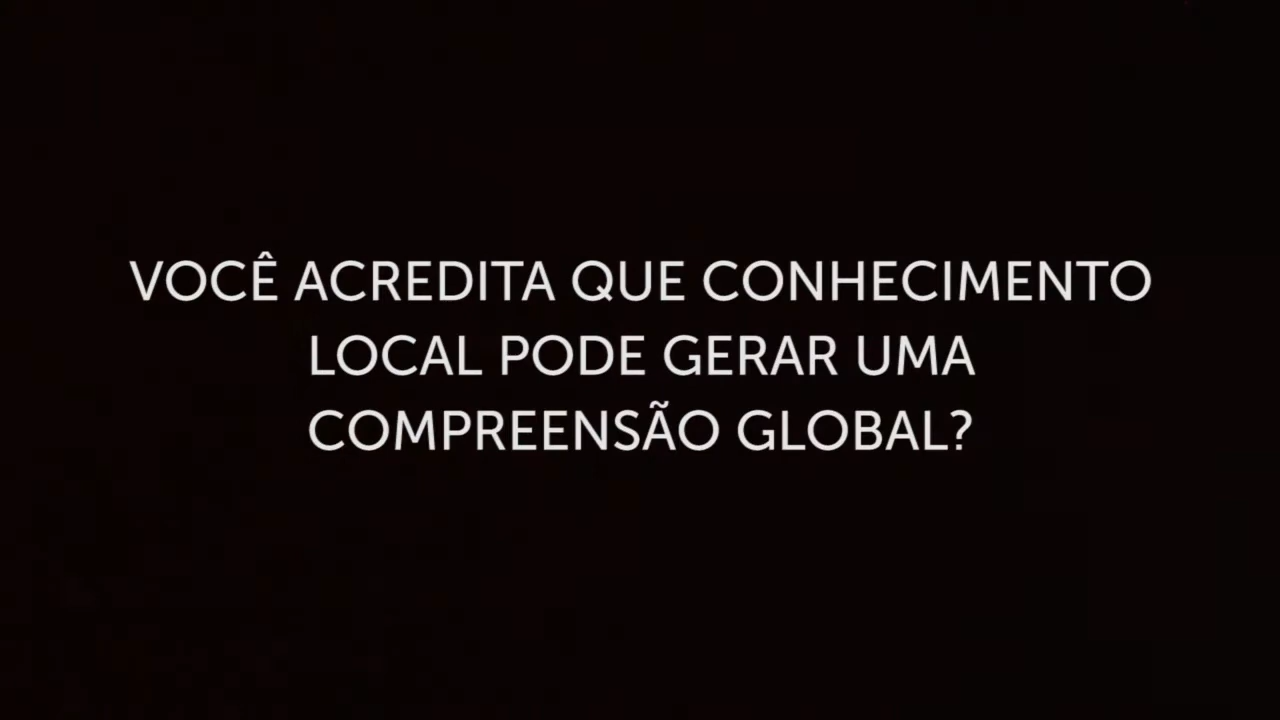 VOCÊ ACREDITA QUE CONHECIMENTO
LOCAL PODE GERAR UMA
COMPREENSÃO GLOBAL?